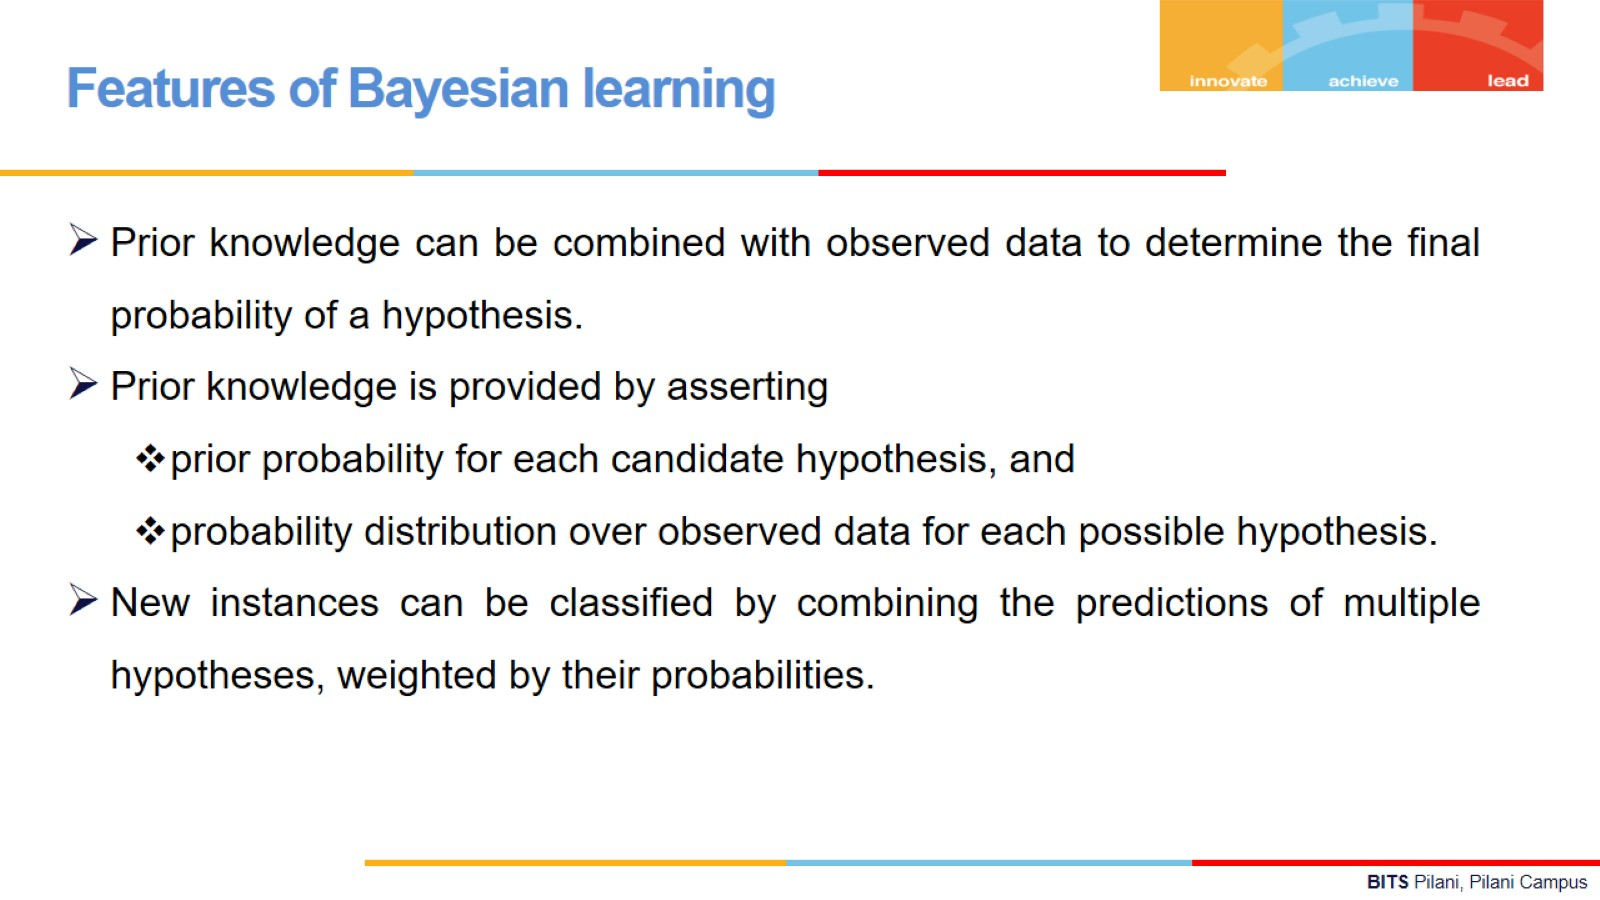 innovate achieve lead
Features of Bayesian learning
Prior knowledge can be combined with observed data to determine the final
probability of a hypothesis.
Prior knowledge is provided by asserting
prior probability for each candidate hypothesis, and
probability distribution over observed data for each possible hypothesis.
New instances can be classified by combining the predictions of multiple
hypotheses, weighted by their probabilities.
BITS Pilani, Pilani Campus